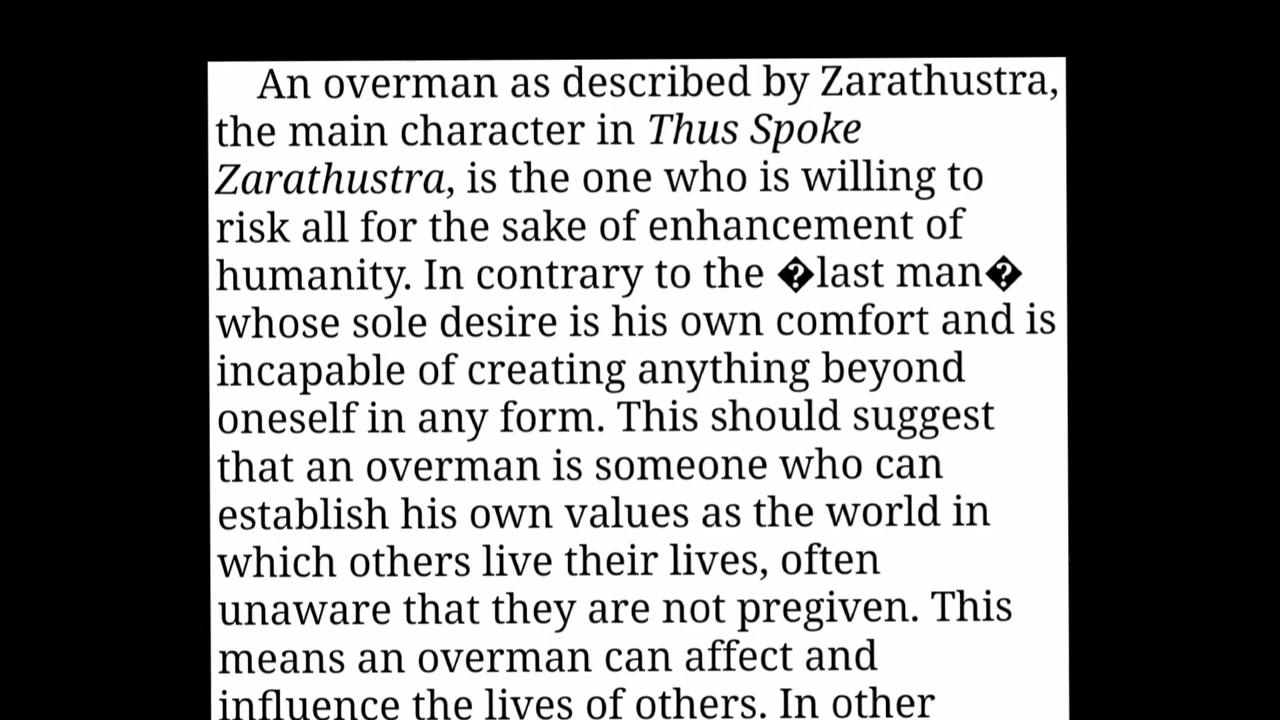 An overman as described by Zarathustra,
the main character in Thus Spoke
Zarathustra, is the one who is willing to
risk all for the sake of enhancement of
humanity. In contrary to the �last man�
whose sole desire is his own comfort and is
incapable of creating anything beyond
oneself in any form. This should suggest
that an overman is someone who can
establish his own values as the world in
which others live their lives, often
unaware that they are not pregiven. This
means an overman can affect and
influence the lives of others. In other